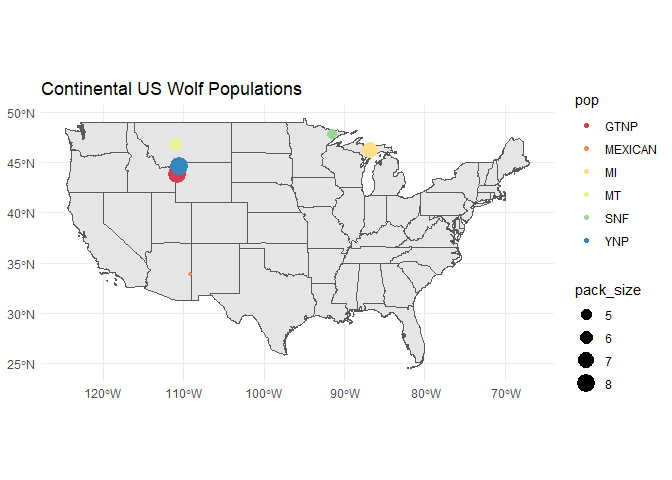 Continental US Wolf Populations
50°N
45°N
40°N
35°N
30°N
25°N
120°W
110°W
100°W
90°W
80°W
70°W
pop
GTNP
MEXICAN
MI
MT
SNF
YNP
pack_size
5
6
7
8